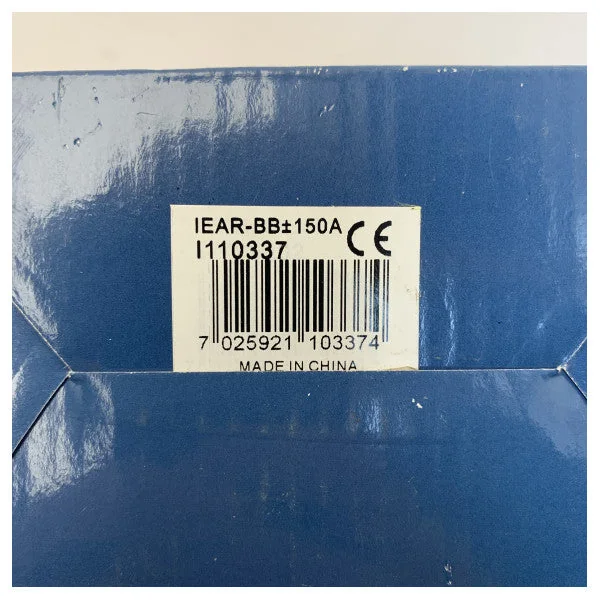 IEAR-BB±150A
I110337 CE
7 025921 103374
MADE IN CHINA